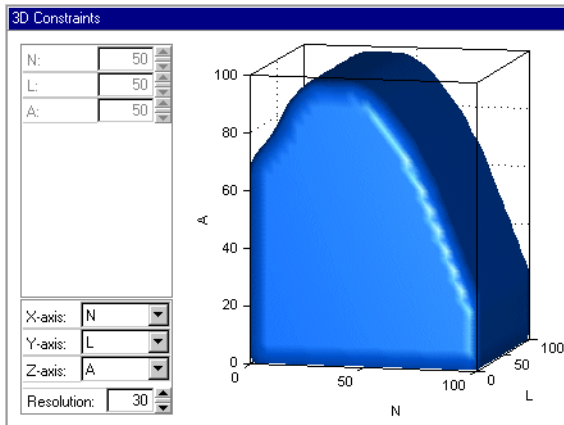 3D Constraints
N: 50
L: 50
A: 50
X-axis: N
Y-axis: L
Z-axis: A
Resolution: 30
100
80
60
40
20
0
A
0
50
100
N
0
50
100
L